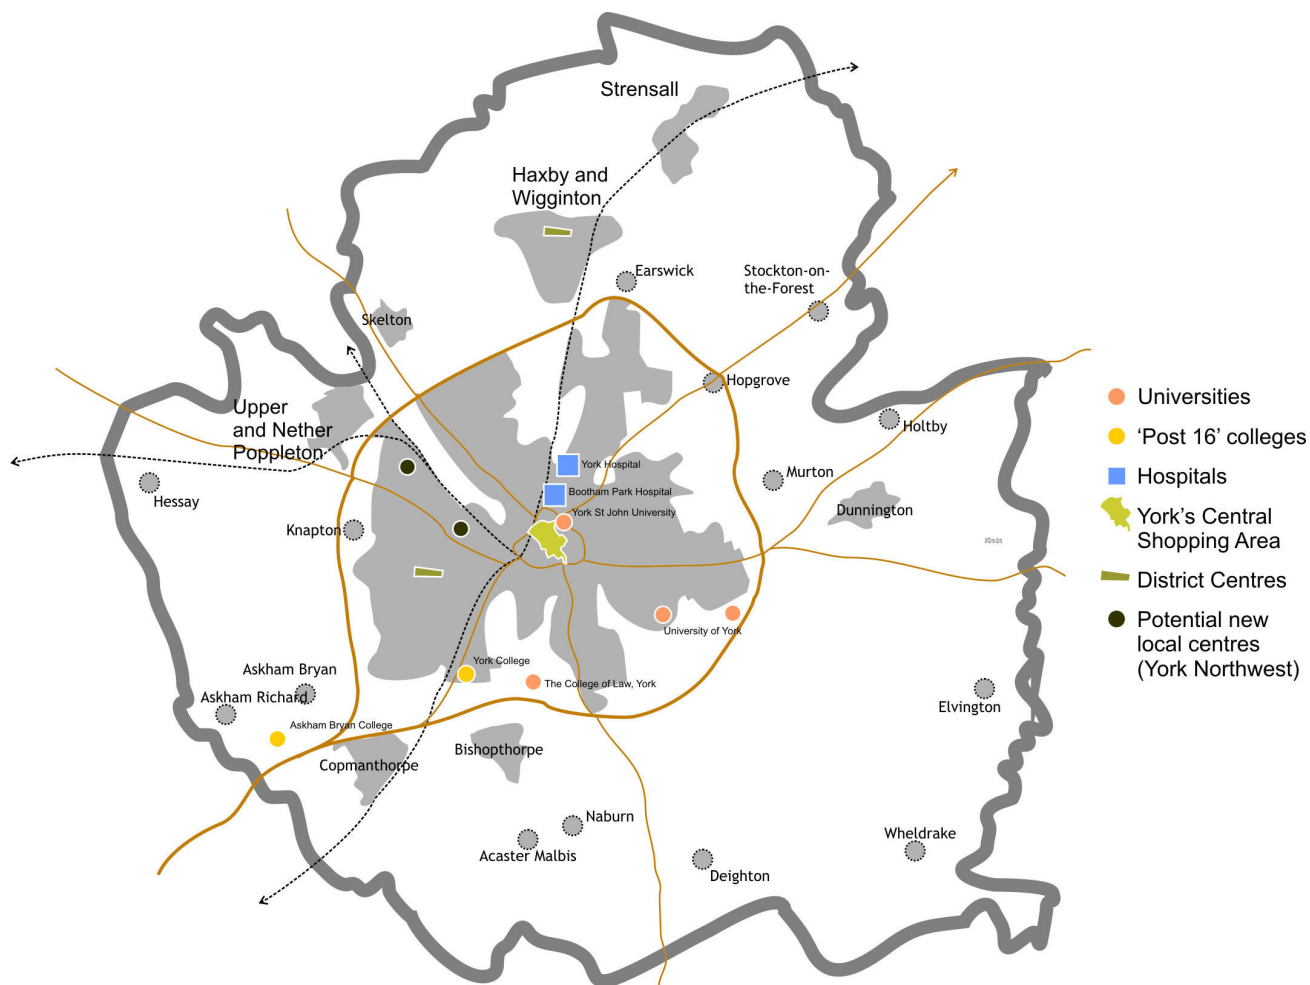 Strensall
Haxby and
Wigginton
Earswick
Stockton-on-
the-Forest
Skelton
Hopgrove
Upper
and Nether
Poppleton
Holtby
Hessay
York Hospital
Murton
Bootham Park Hospital
York St John University
Dunnington
Knapton
University of York
York College
The College of Law, York
Askham Bryan
Askham Richard
Askham Bryan College
Elvington
Bishopthorpe
Copmanthorpe
Naburn
Acaster Malbis
Wheldrake
Deighton
Universities
‘Post 16’ colleges
Hospitals
York’s Central
Shopping Area
District Centres
Potential new
local centres
(York Northwest)